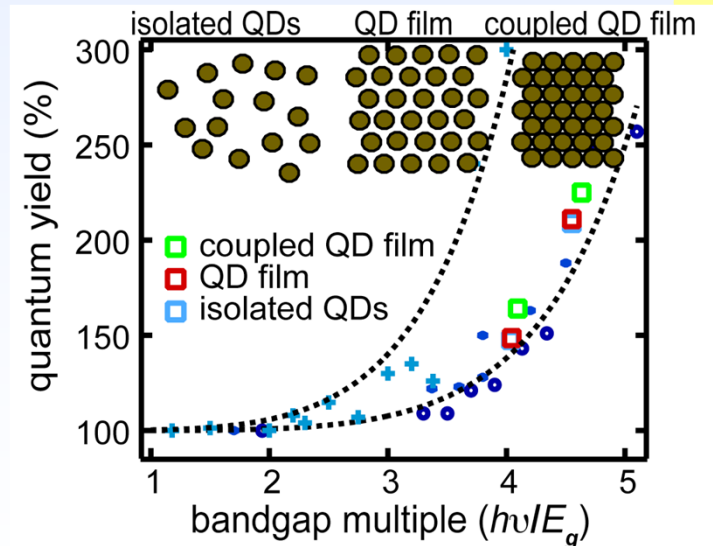 isolated QDs QD film coupled QD film
quantum yield (%)
300
250
200
150
100
coupled QD film
QD film
isolated QDs
1 2 3 4 5
bandgap multiple (hυ/E_g)